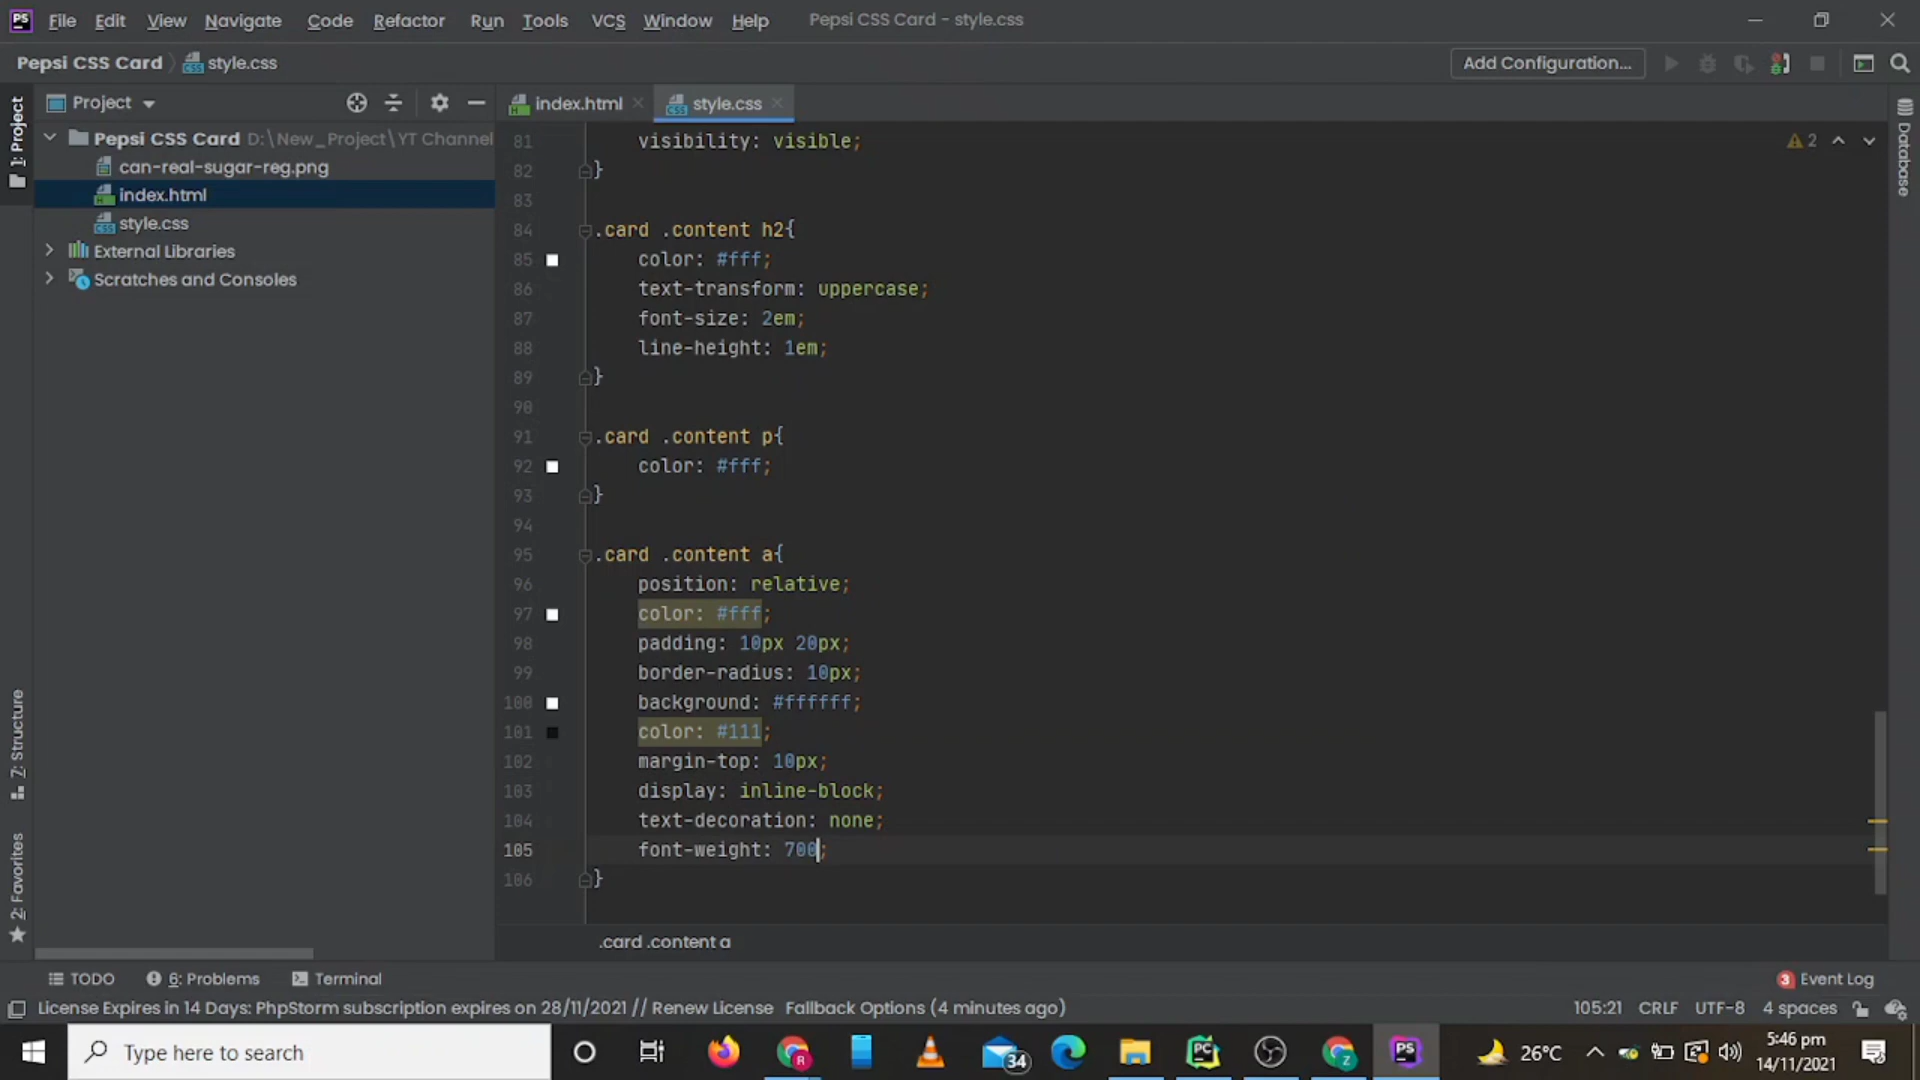 PS File Edit View Navigate Code Refactor Run Tools VCS Window Help Pepsi CSS Card - style.css
Pepsi CSS Card style.css Add Configuration...
1: Project
Project
index.html style.css
Database
Pepsi CSS Card D:\New_Project\YT Channel
can-real-sugar-reg.png
index.html
style.css
External Libraries
Scratches and Consoles
81 visibility: visible;
82 }
83
84 .card .content h2{
85 color: #fff;
86 text-transform: uppercase;
87 font-size: 2em;
88 line-height: 1em;
89 }
90
91 .card .content p{
92 color: #fff;
93 }
94
95 .card .content a{
96 position: relative;
97 color: #fff;
98 padding: 10px 20px;
99 border-radius: 10px;
100 background: #ffffff;
101 color: #111;
102 margin-top: 10px;
103 display: inline-block;
104 text-decoration: none;
105 font-weight: 700;
106 }
2
7: Structure
2: Favorites
.card .content a
TODO 6: Problems Terminal 3 Event Log
License Expires in 14 Days: PhpStorm subscription expires on 28/11/2021 // Renew License Fallback Options (4 minutes ago) 105:21 CRLF UTF-8 4 spaces
Type here to search 34 PC PS 26°C 5:46 pm
14/11/2021